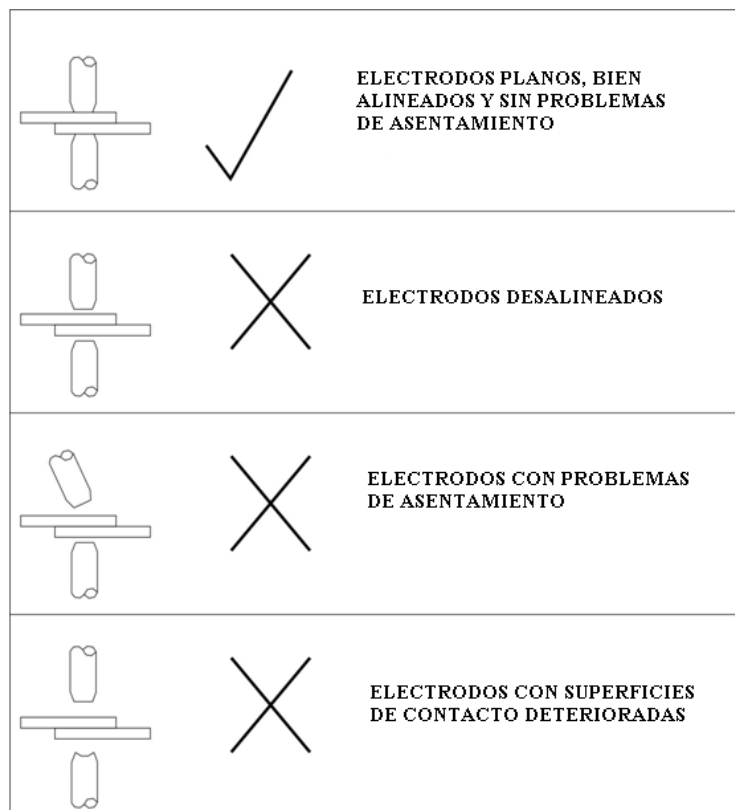 ELECTRODOS PLANOS, BIEN
ALINEADOS Y SIN PROBLEMAS
DE ASENTAMIENTO
ELECTRODOS DESALINEADOS
ELECTRODOS CON PROBLEMAS
DE ASENTAMIENTO
ELECTRODOS CON SUPERFICIES
DE CONTACTO DETERIORADAS